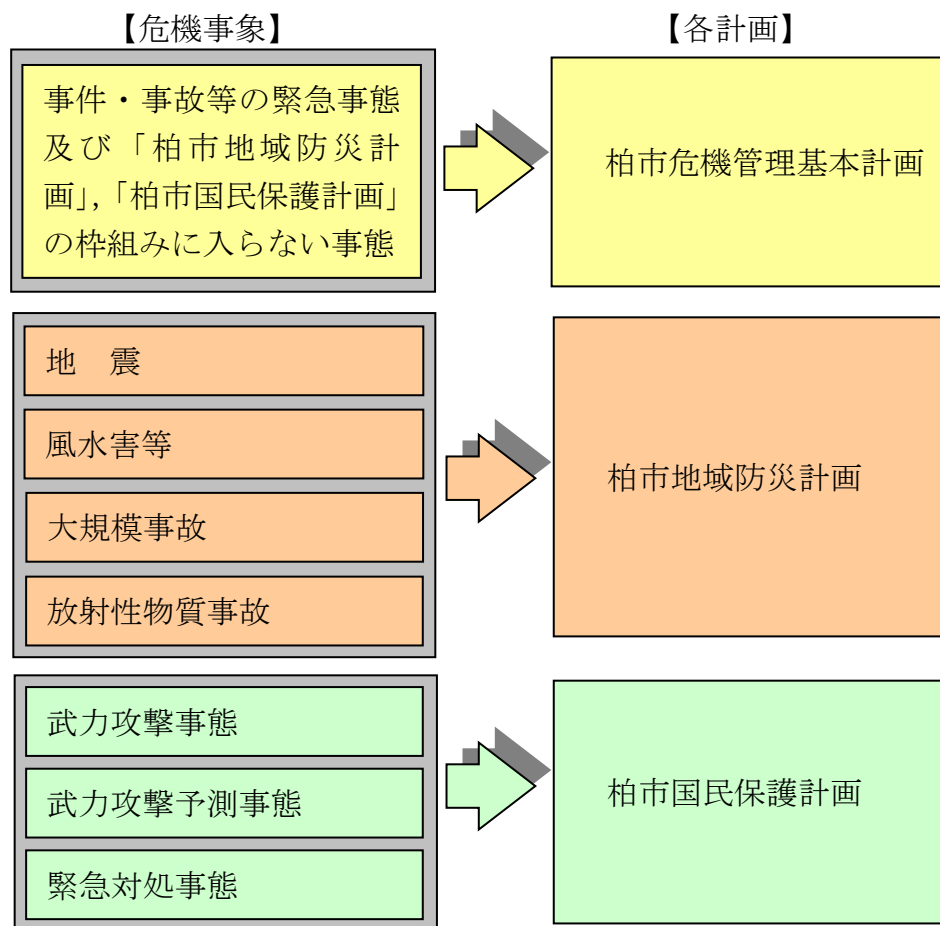 【危機事象】
【各計画】
事件・事故等の緊急事態
及び「柏市地域防災計
画」,「柏市国民保護計画」
の枠組みに入らない事態
柏市危機管理基本計画
地　震
風水害等
大規模事故
放射性物質事故
柏市地域防災計画
武力攻撃事態
武力攻撃予測事態
緊急対処事態
柏市国民保護計画